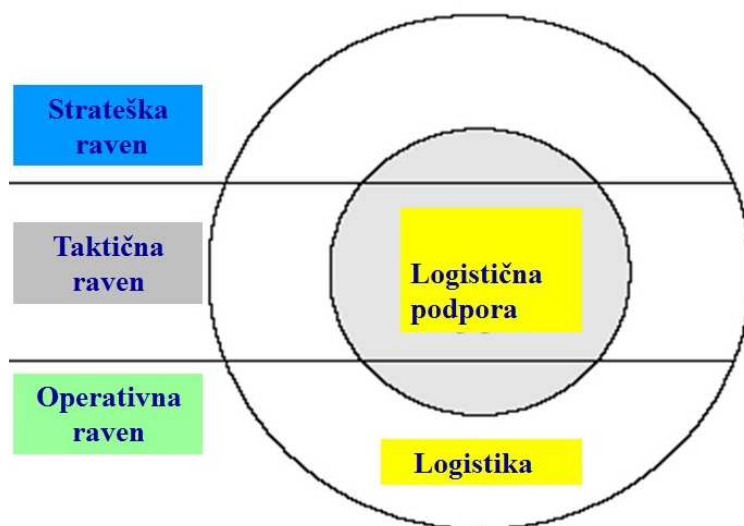 Strateška
raven
Taktična
raven
Logistična
podpora
Operativna
raven
Logistika